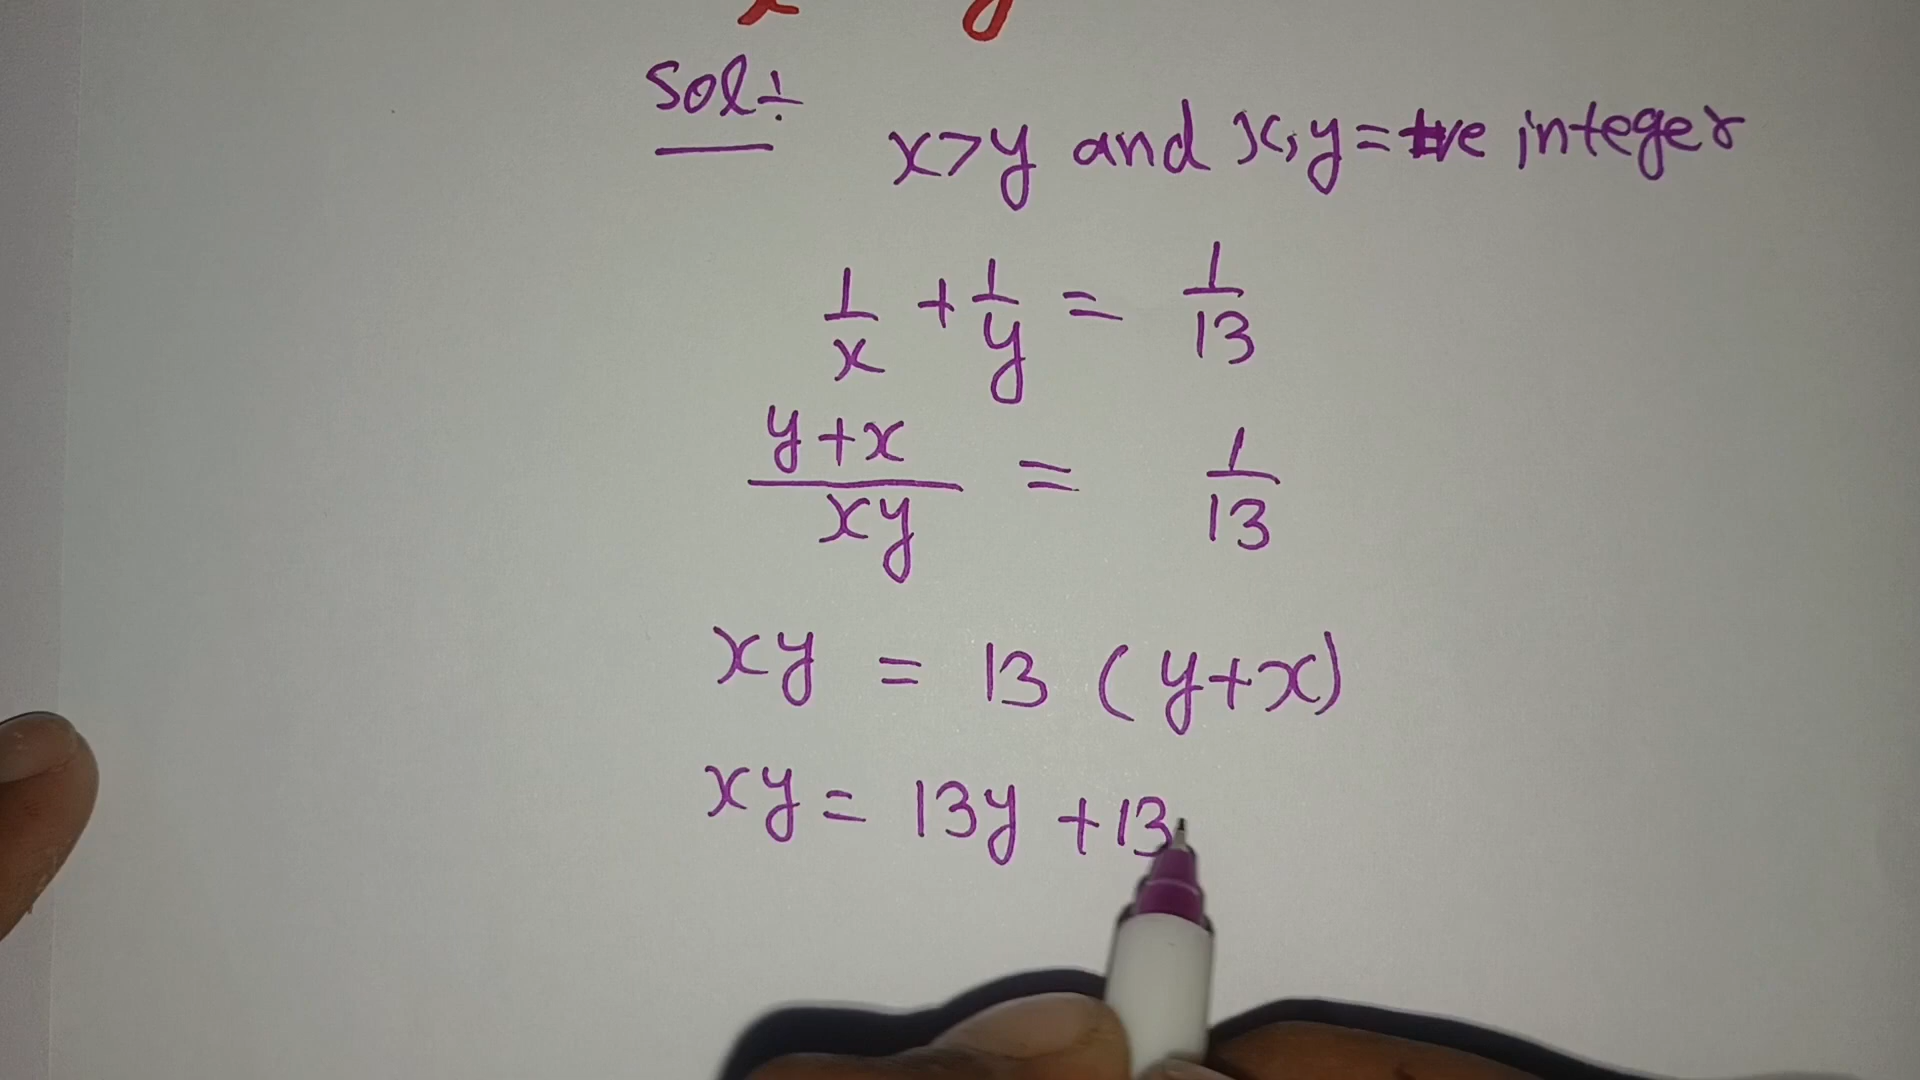 Sol:-
x>y and x,y=+ve integer
1/x + 1/y = 1/13
y+x/xy = 1/13
xy = 13 (y+x)
xy = 13y +13